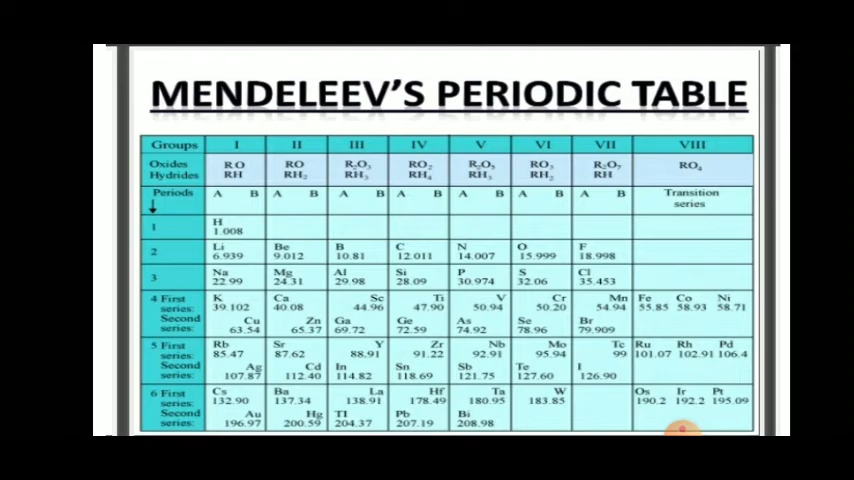 MENDELEEV'S PERIODIC TABLE
Groups I II III IV V VI VII VIII
Oxides R O RO R₂O₃ RO₂ R₂O₅ RO₃ R₂O₇ RO₄
Hydrides RH RH₂ RH₃ RH₄ RH₃ RH₂ RH
Periods A B A B A B A B A B A B A B Transition
series
1 H
1.008
2 Li Be B C N O F
6.939 9.012 10.81 12.011 14.007 15.999 18.998
3 Na Mg Al Si P S Cl
22.99 24.31 29.98 28.09 30.974 32.06 35.453
4 First K Ca Sc Ti V Cr Mn Fe Co Ni
series: 39.102 40.08 44.96 47.90 50.94 50.20 54.94 55.85 58.93 58.71
Second Cu Zn Ga Ge As Se Br
series: 63.54 65.37 69.72 72.59 74.92 78.96 79.909
5 First Rb Sr Y Zr Nb Mo Tc Ru Rh Pd
series: 85.47 87.62 88.91 91.22 92.91 95.94 99 101.07 102.91 106.4
Second Ag Cd In Sn Sb Te I
series: 107.87 112.40 114.82 118.69 121.75 127.60 126.90
6 First Cs Ba La Hf Ta W Os Ir Pt
series: 132.90 137.34 138.91 178.49 180.95 183.85 190.2 192.2 195.09
Second Au Hg Tl Pb Bi
series: 196.97 200.59 204.37 207.19 208.98